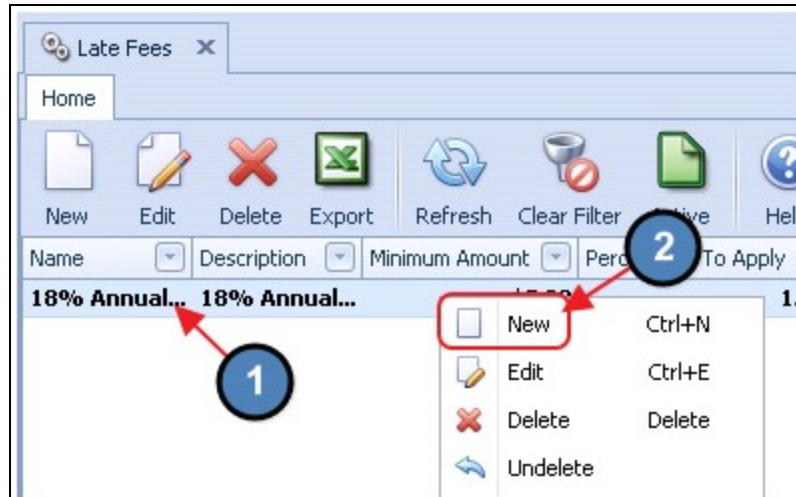 Late Fees
Home
New Edit Delete Export Refresh Clear Filter
Name Description Minimum Amount To Apply
18% Annual... 18% Annual... 1.
2
New Ctrl+N
1
Edit Ctrl+E
Delete Delete
Undelete